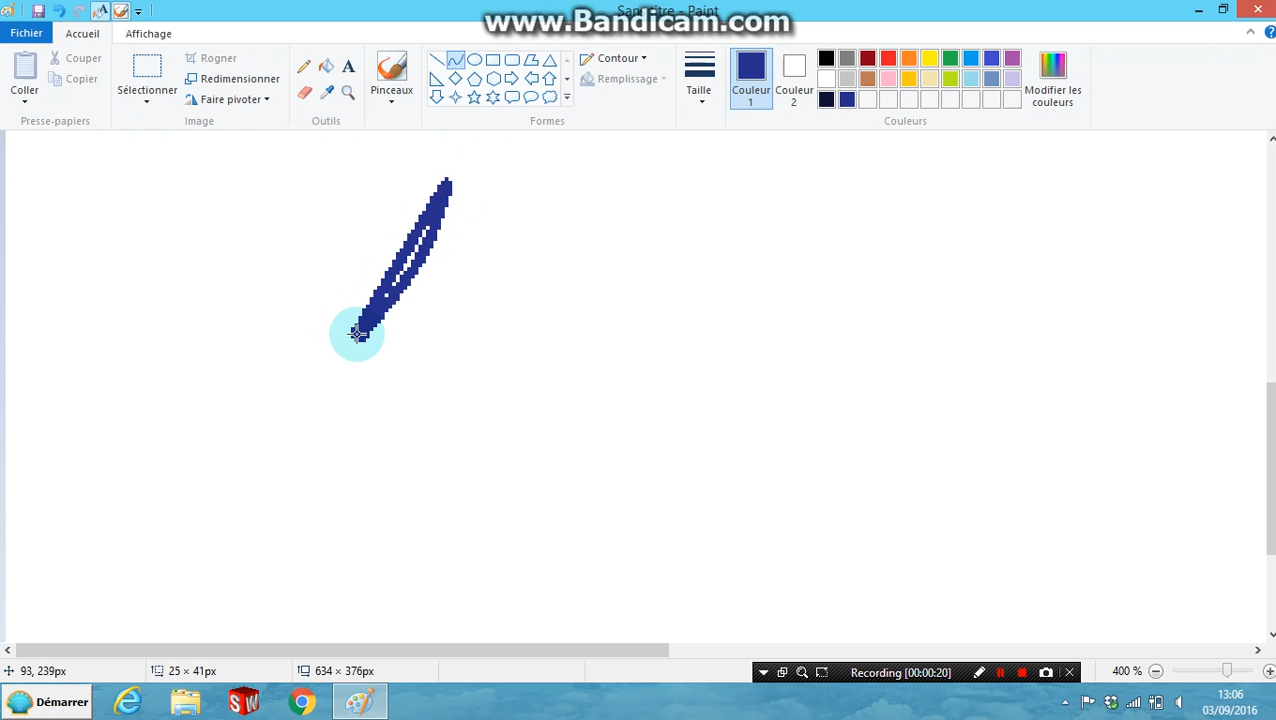 Sans titre - Paint
www.Bandicam.com
Fichier
Accueil
Affichage
Coller
Couper
Copier
Presse-papiers
Sélectionner
Rogner
Redimensionner
Faire pivoter
Image
A
Outils
Pinceaux
Contour
Remplissage
Formes
Taille
Couleur 1
Couleur 2
Modifier les couleurs
Couleurs
93, 239px
25 × 41px
634 × 376px
Recording [00:00:20]
400 %
Démarrer
SW
13:06
03/09/2016